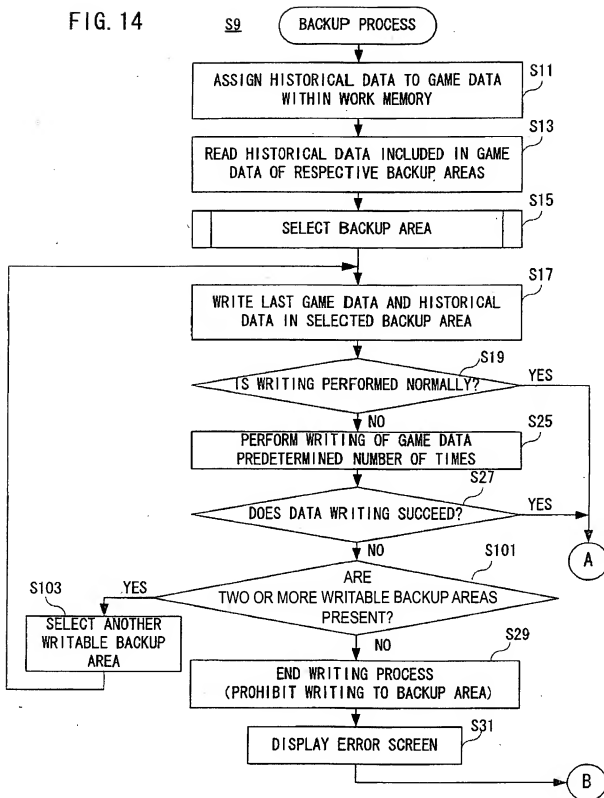 FIG. 14
S9
BACKUP PROCESS
S11
ASSIGN HISTORICAL DATA TO GAME DATA
WITHIN WORK MEMORY
S13
READ HISTORICAL DATA INCLUDED IN GAME
DATA OF RESPECTIVE BACKUP AREAS
S15
SELECT BACKUP AREA
S17
WRITE LAST GAME DATA AND HISTORICAL
DATA IN SELECTED BACKUP AREA
S19
IS WRITING PERFORMED NORMALLY?
YES
NO
S25
PERFORM WRITING OF GAME DATA
PREDETERMINED NUMBER OF TIMES
S27
DOES DATA WRITING SUCCEED?
YES
A
NO
S101
ARE
TWO OR MORE WRITABLE BACKUP AREAS
PRESENT?
YES
S103
SELECT ANOTHER
WRITABLE BACKUP
AREA
NO
S29
END WRITING PROCESS
(PROHIBIT WRITING TO BACKUP AREA)
S31
DISPLAY ERROR SCREEN
B